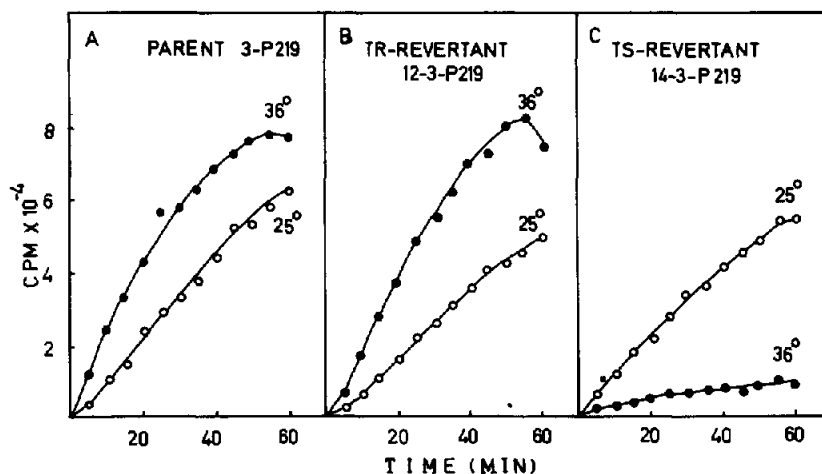 A PARENT 3-P219
B TR-REVERTANT
12-3-P219
C TS-REVERTANT
14-3-P219
36°
25°
36°
25°
25°
36°
CPM X 10⁻⁴
8
6
4
2
20 40 60
20 40 60
20 40 60
TIME (MIN)